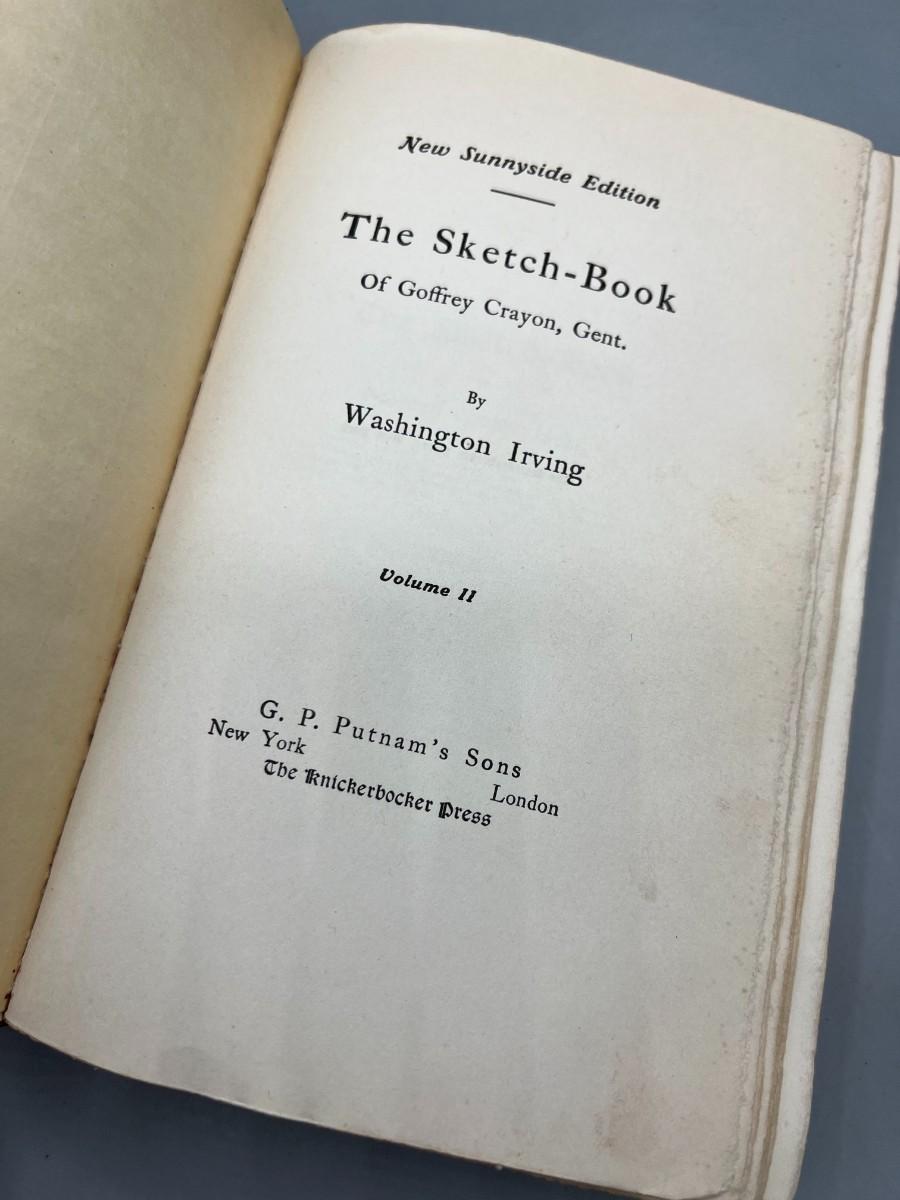 New Sunnyside Edition
The Sketch-Book
Of Goffrey Crayon, Gent.
By
Washington Irving
Volume II
G. P. Putnam's Sons
New York London
The Knickerbocker Press